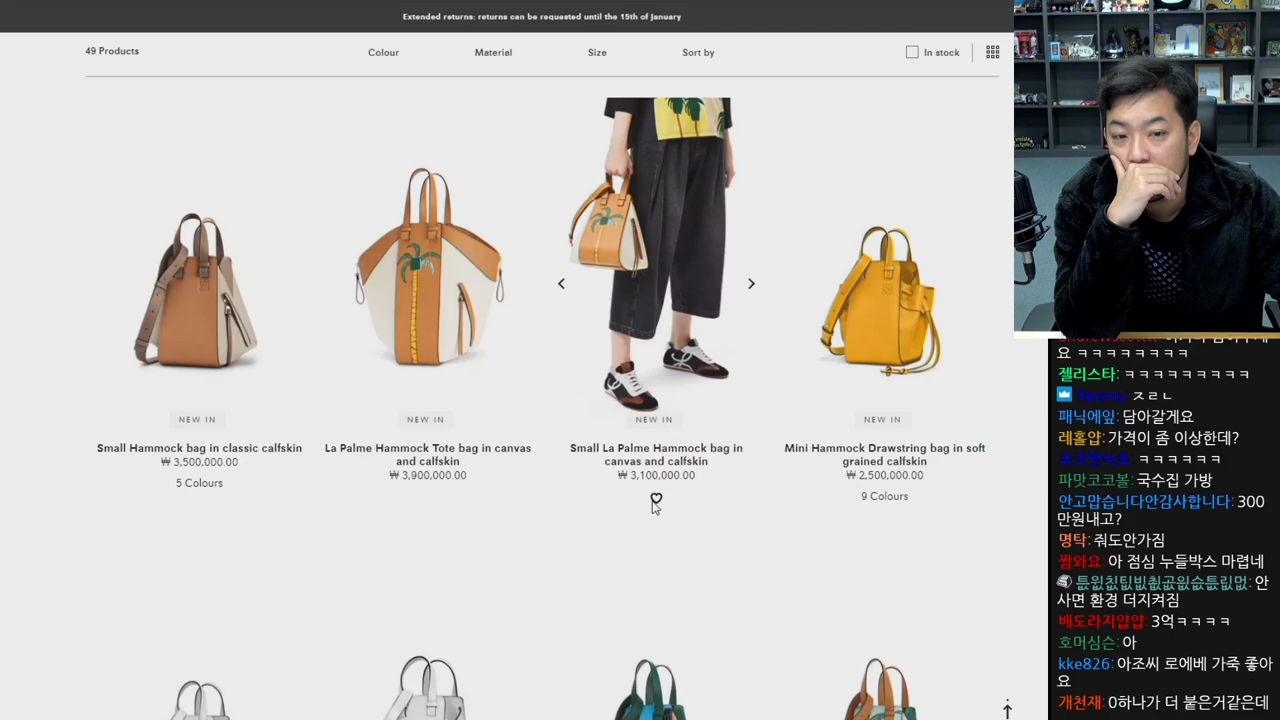 Extended returns: returns can be requested until the 15th of January
49 Products
Colour
Material
Size
Sort by
In stock
NEW IN
Small Hammock bag in classic calfskin
₩ 3,500,000.00
5 Colours
NEW IN
La Palme Hammock Tote bag in canvas
and calfskin
₩ 3,900,000.00
NEW IN
Small La Palme Hammock bag in
canvas and calfskin
₩ 3,100,000.00
NEW IN
Mini Hammock Drawstring bag in soft
grained calfskin
₩ 2,500,000.00
9 Colours
요 ㅋㅋㅋㅋㅋㅋㅋㅋ
젤리스타: ㅋㅋㅋㅋㅋㅋㅋㅋㅋ
ㅈㄹㄴ
패닉에잎: 담아갈게요
레홀얍: 가격이 좀 이상한데?
ㅋㅋㅋㅋㅋㅋ
파맛코코볼: 국수집 가방
안고맙습니다안감사합니다: 300
만원내고?
명탁: 줘도안가짐
짬와요: 아 점심 누들박스 마렵네
안
사면 환경 더지켜짐
배도라지얍얍: 3억ㅋㅋㅋㅋ
호머심슨: 아
kke826: 아조씨 로에베 가죽 좋아
요
개천재: 0하나가 더 붙은거같은데